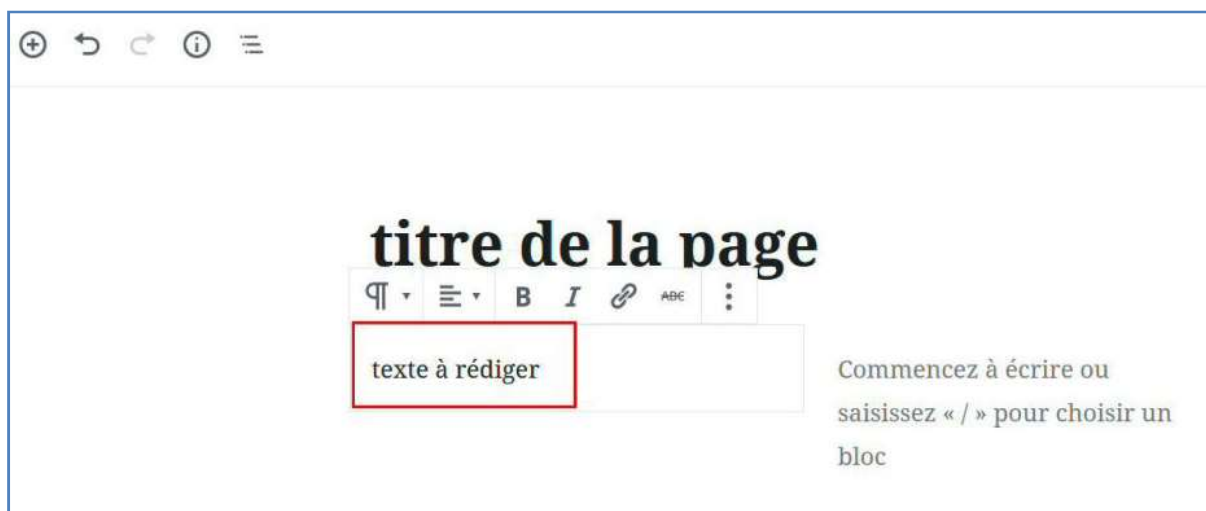 titre de la page
B I ABC
texte à rédiger
Commencez à écrire ou
saisissez « / » pour choisir un
bloc